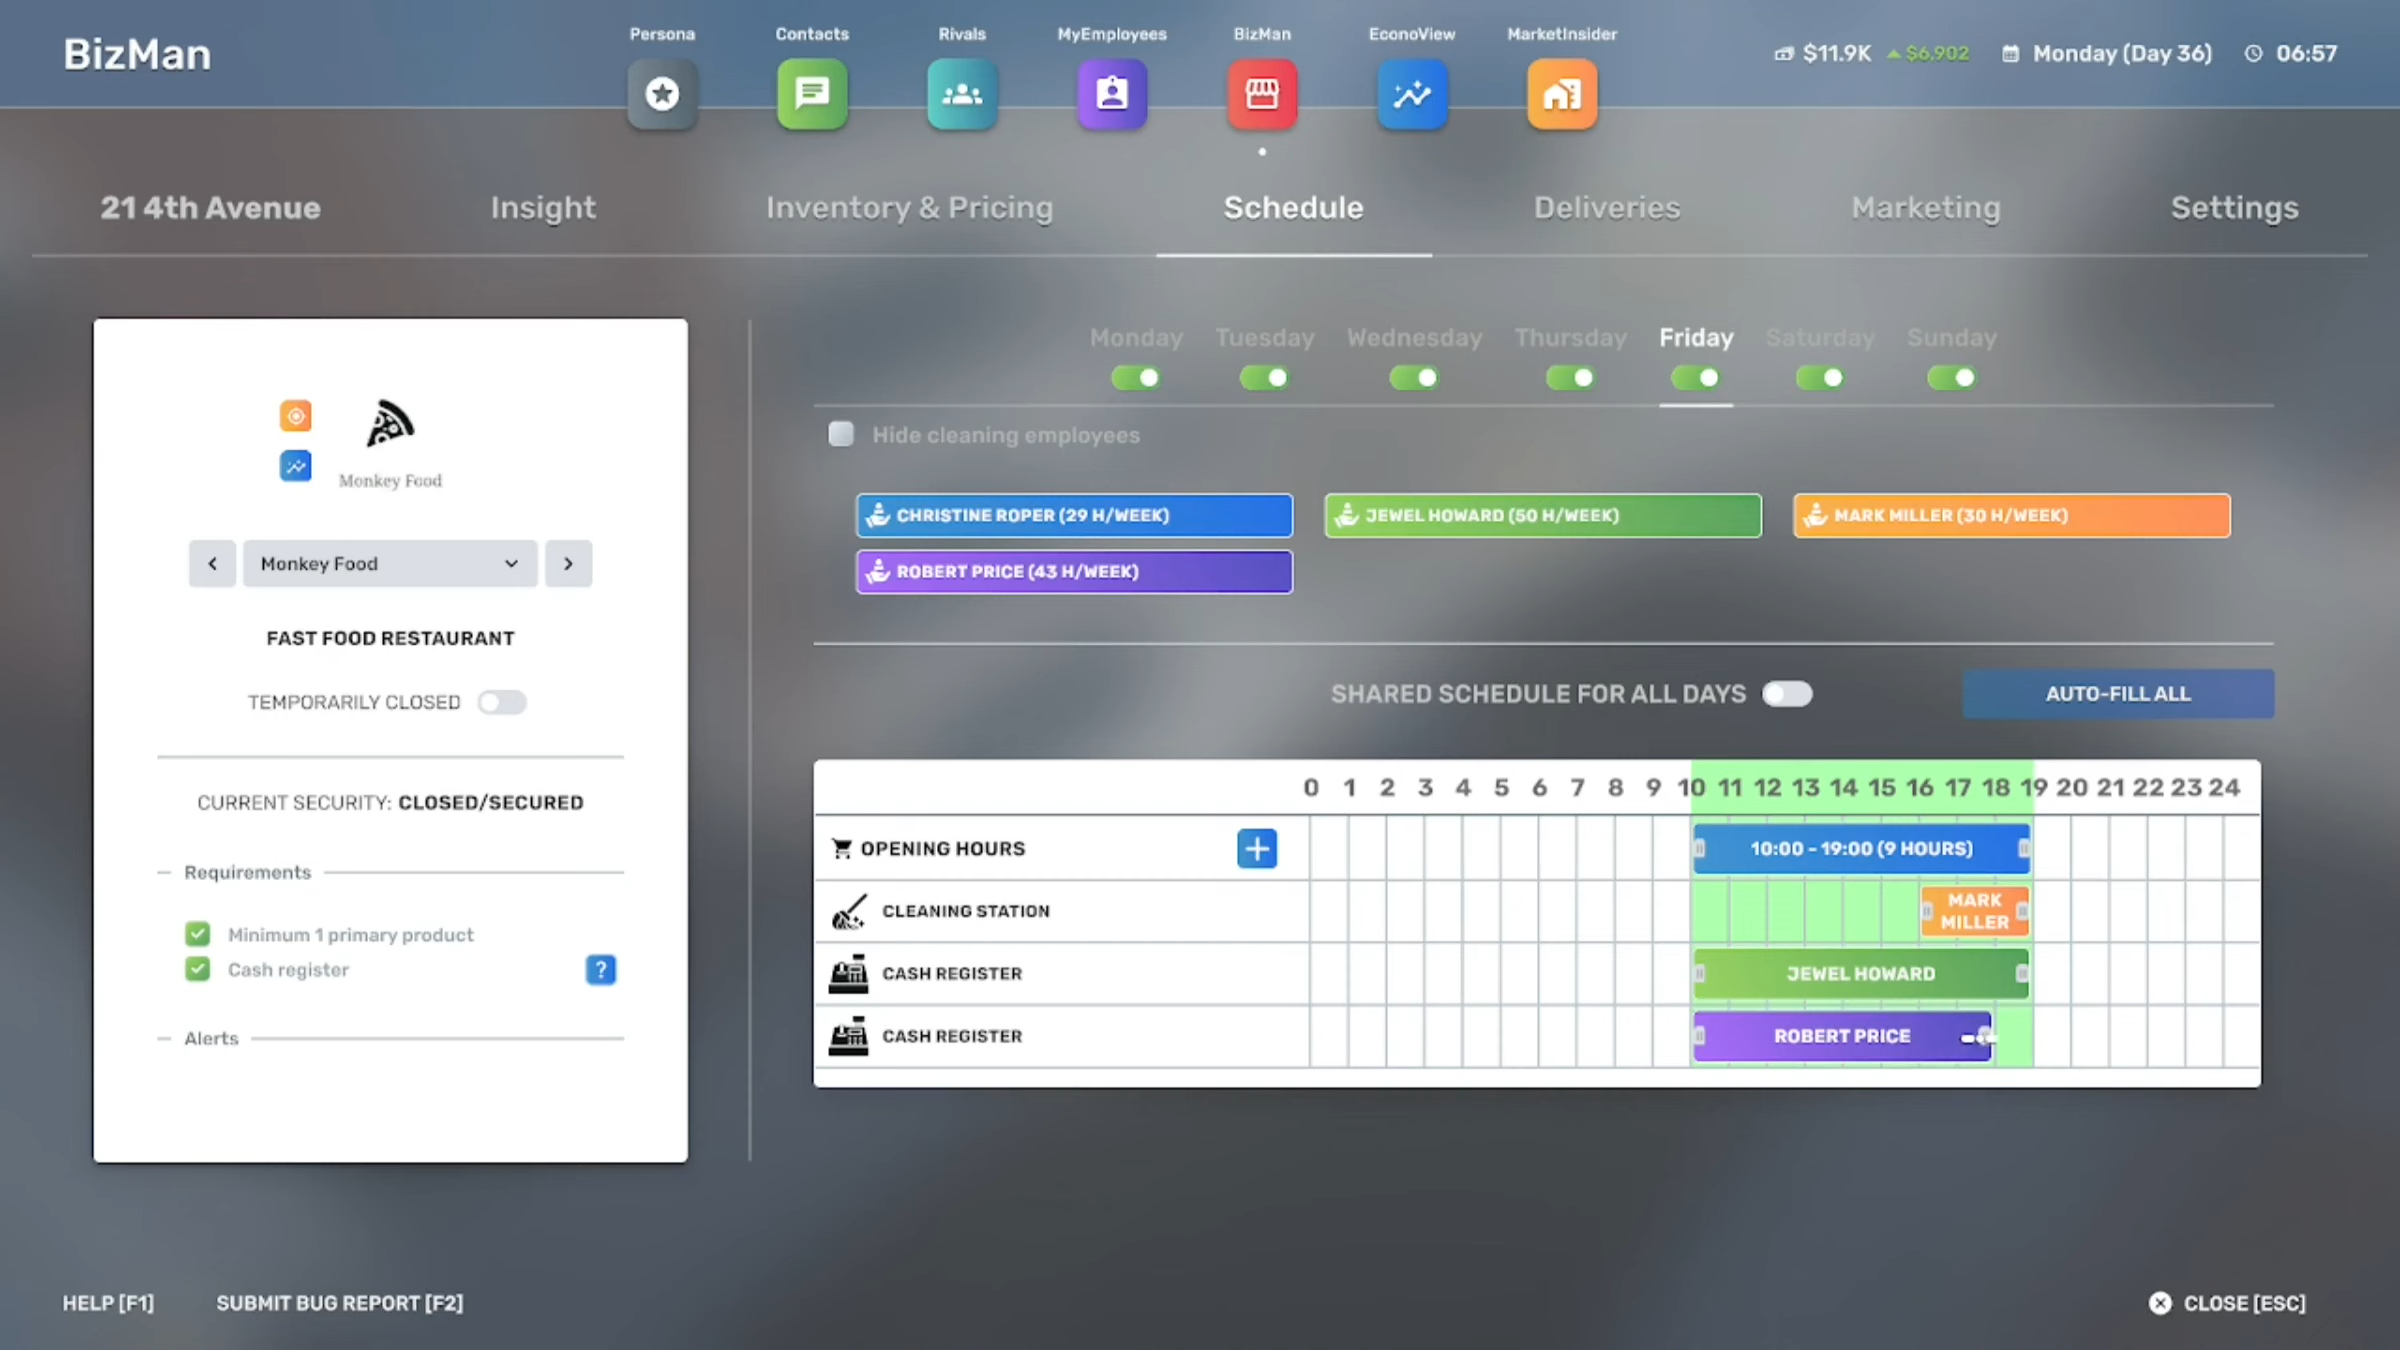 BizMan
Persona Contacts Rivals MyEmployees BizMan EconoView MarketInsider
$11.9K $6,902 Monday (Day 36) 06:57
21 4th Avenue Insight Inventory & Pricing Schedule Deliveries Marketing Settings
Monkey Food
Monkey Food
FAST FOOD RESTAURANT
TEMPORARILY CLOSED
CURRENT SECURITY: CLOSED/SECURED
Requirements
Minimum 1 primary product
Cash register
?
Alerts
Monday Tuesday Wednesday Thursday Friday Saturday Sunday
Hide cleaning employees
CHRISTINE ROPER (29 H/WEEK) JEWEL HOWARD (50 H/WEEK) MARK MILLER (30 H/WEEK)
ROBERT PRICE (43 H/WEEK)
SHARED SCHEDULE FOR ALL DAYS AUTO-FILL ALL
0 1 2 3 4 5 6 7 8 9 10 11 12 13 14 15 16 17 18 19 20 21 22 23 24
OPENING HOURS 10:00 - 19:00 (9 HOURS)
CLEANING STATION MARK
MILLER
CASH REGISTER JEWEL HOWARD
CASH REGISTER ROBERT PRICE
HELP [F1] SUBMIT BUG REPORT [F2] CLOSE [ESC]